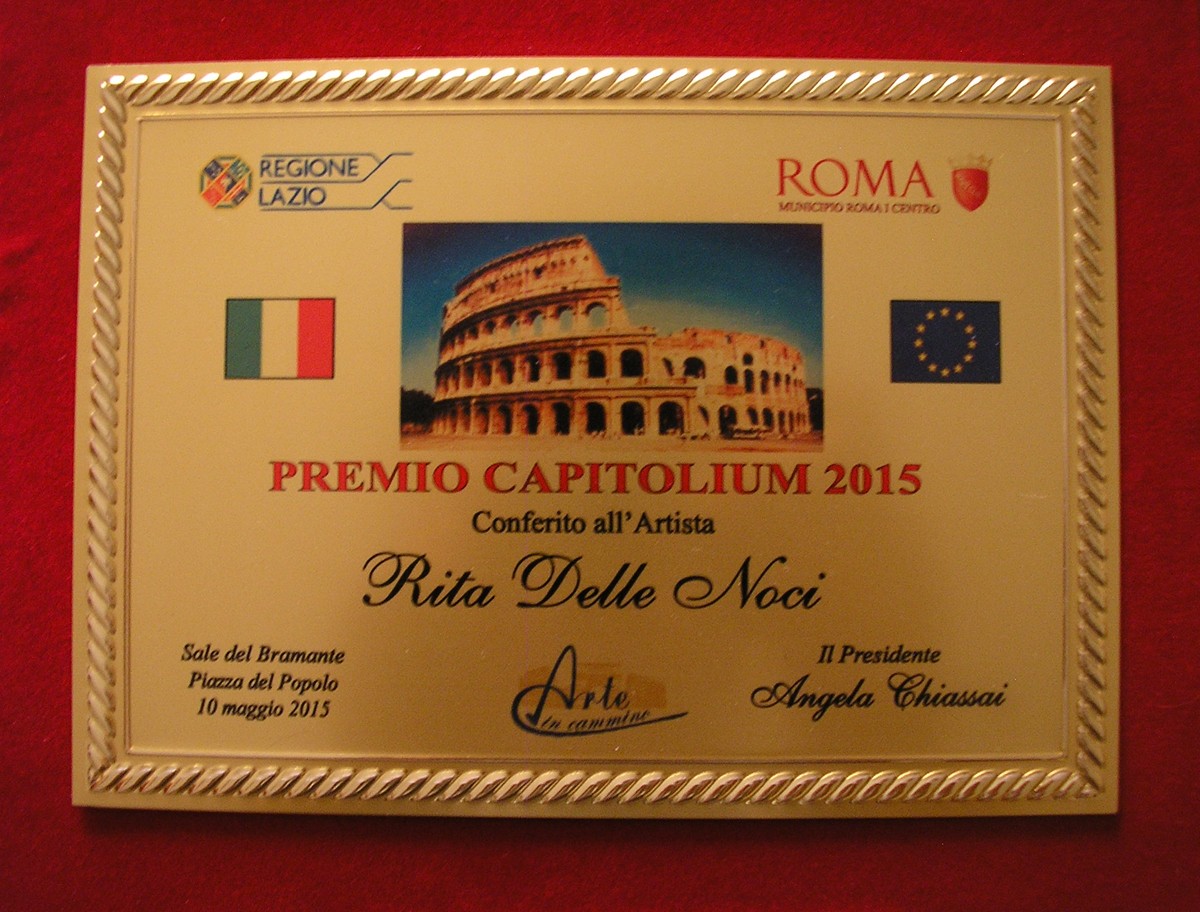 REGIONE
LAZIO
ROMA
MUNICIPIO ROMA I CENTRO
PREMIO CAPITOLIUM 2015
Conferito all'Artista
Rita Delle Noci
Sale del Bramante
Piazza del Popolo
10 maggio 2015
Arte
in cammino
Il Presidente
Angela Chiassai